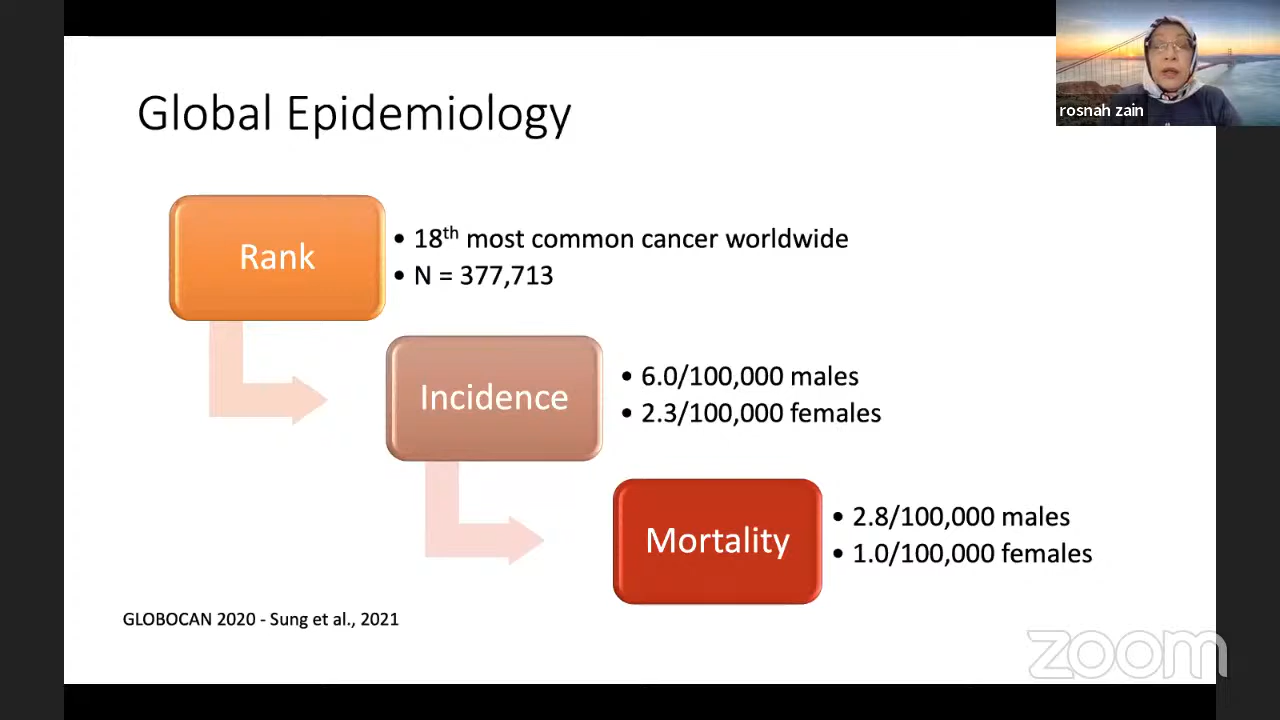 Global Epidemiology
rosnah zain
Rank
• 18th most common cancer worldwide
• N = 377,713
Incidence
• 6.0/100,000 males
• 2.3/100,000 females
Mortality
• 2.8/100,000 males
• 1.0/100,000 females
GLOBOCAN 2020 - Sung et al., 2021
zoom